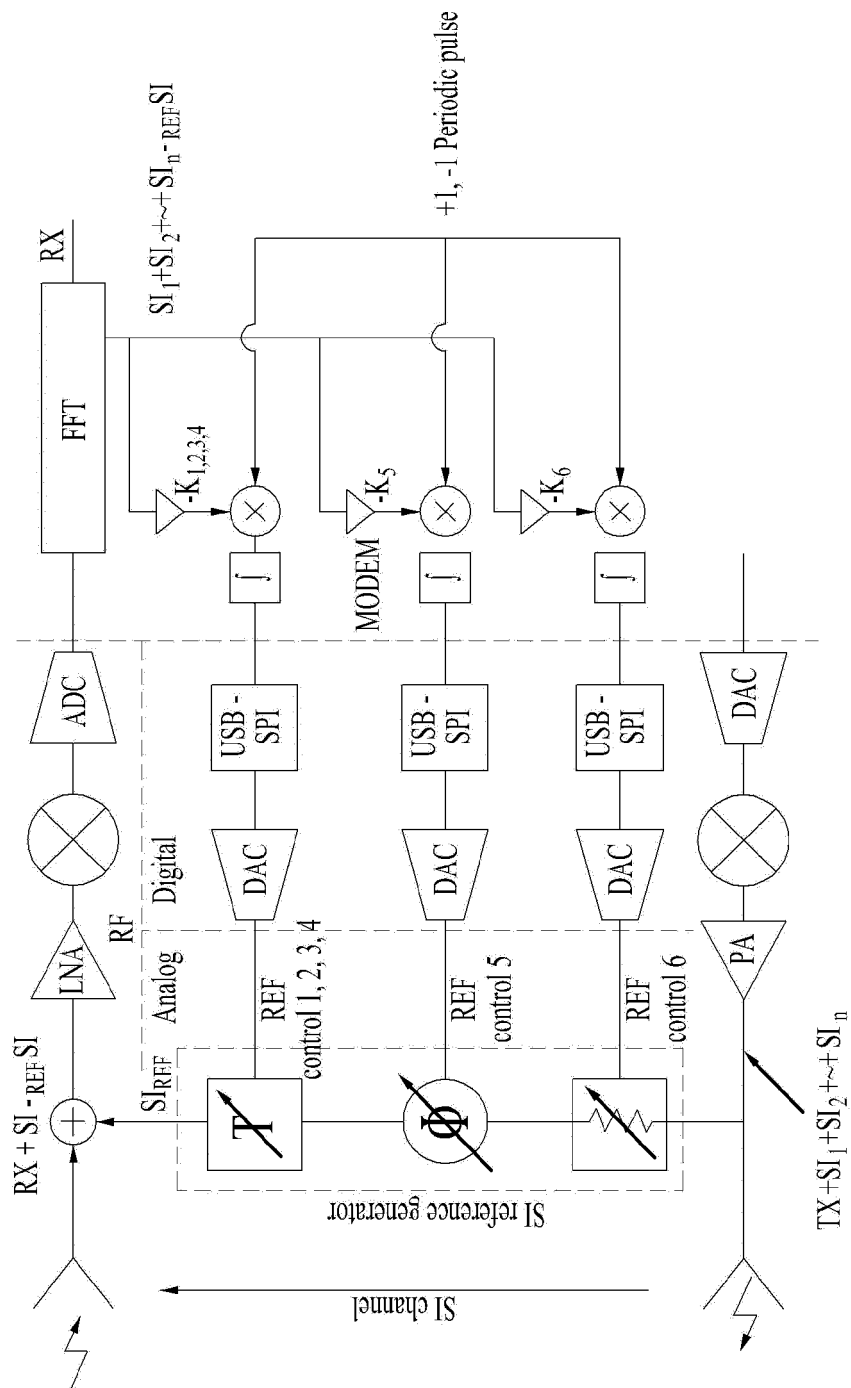 RX + SI -REF SI
LNA
ADC
FFT
RX
RF
SI1+SI2+~+SIn-REFSI
SIREF
Analog
Digital
T
REF
control 1, 2, 3, 4
DAC
USB -
SPI
∫
×
-K1,2,3,4
MODEM
SI channel
SI reference generator
Φ
REF
control 5
DAC
USB -
SPI
∫
×
-K5
+1, -1 Periodic pulse
REF
control 6
DAC
USB -
SPI
∫
×
-K6
PA
DAC
TX+SI1+SI2+~+SIn